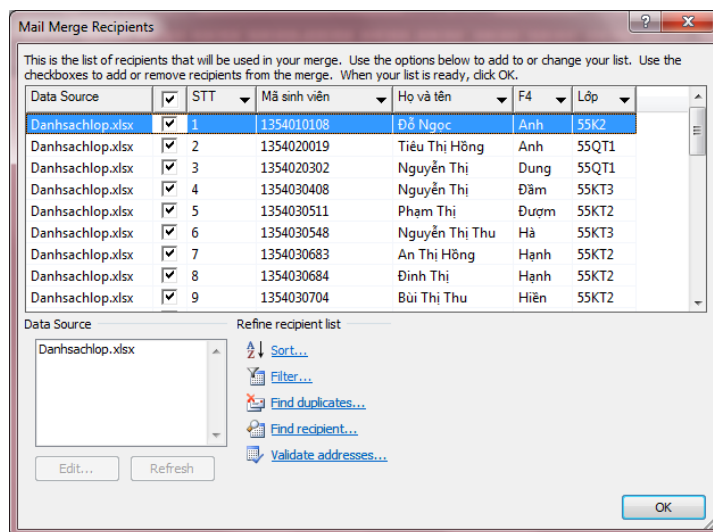 Mail Merge Recipients
This is the list of recipients that will be used in your merge. Use the options below to add to or change your list. Use the
checkboxes to add or remove recipients from the merge. When your list is ready, click OK.
Data Source STT Mã sinh viên Họ và tên F4 Lớp
Danhsachlop.xlsx 1 1354010108 Đỗ Ngọc Anh 55K2
Danhsachlop.xlsx 2 1354020019 Tiêu Thị Hồng Anh 55QT1
Danhsachlop.xlsx 3 1354020302 Nguyễn Thị Dung 55QT1
Danhsachlop.xlsx 4 1354030408 Nguyễn Thị Đầm 55KT3
Danhsachlop.xlsx 5 1354030511 Phạm Thị Đượm 55KT2
Danhsachlop.xlsx 6 1354030548 Nguyễn Thị Thu Hà 55KT3
Danhsachlop.xlsx 7 1354030683 An Thị Hồng Hạnh 55KT2
Danhsachlop.xlsx 8 1354030684 Đinh Thị Hạnh 55KT2
Danhsachlop.xlsx 9 1354030704 Bùi Thị Thu Hiền 55KT2
Data Source Refine recipient list
Danhsachlop.xlsx
Sort...
Filter...
Find duplicates...
Find recipient...
Validate addresses...
Edit... Refresh
OK